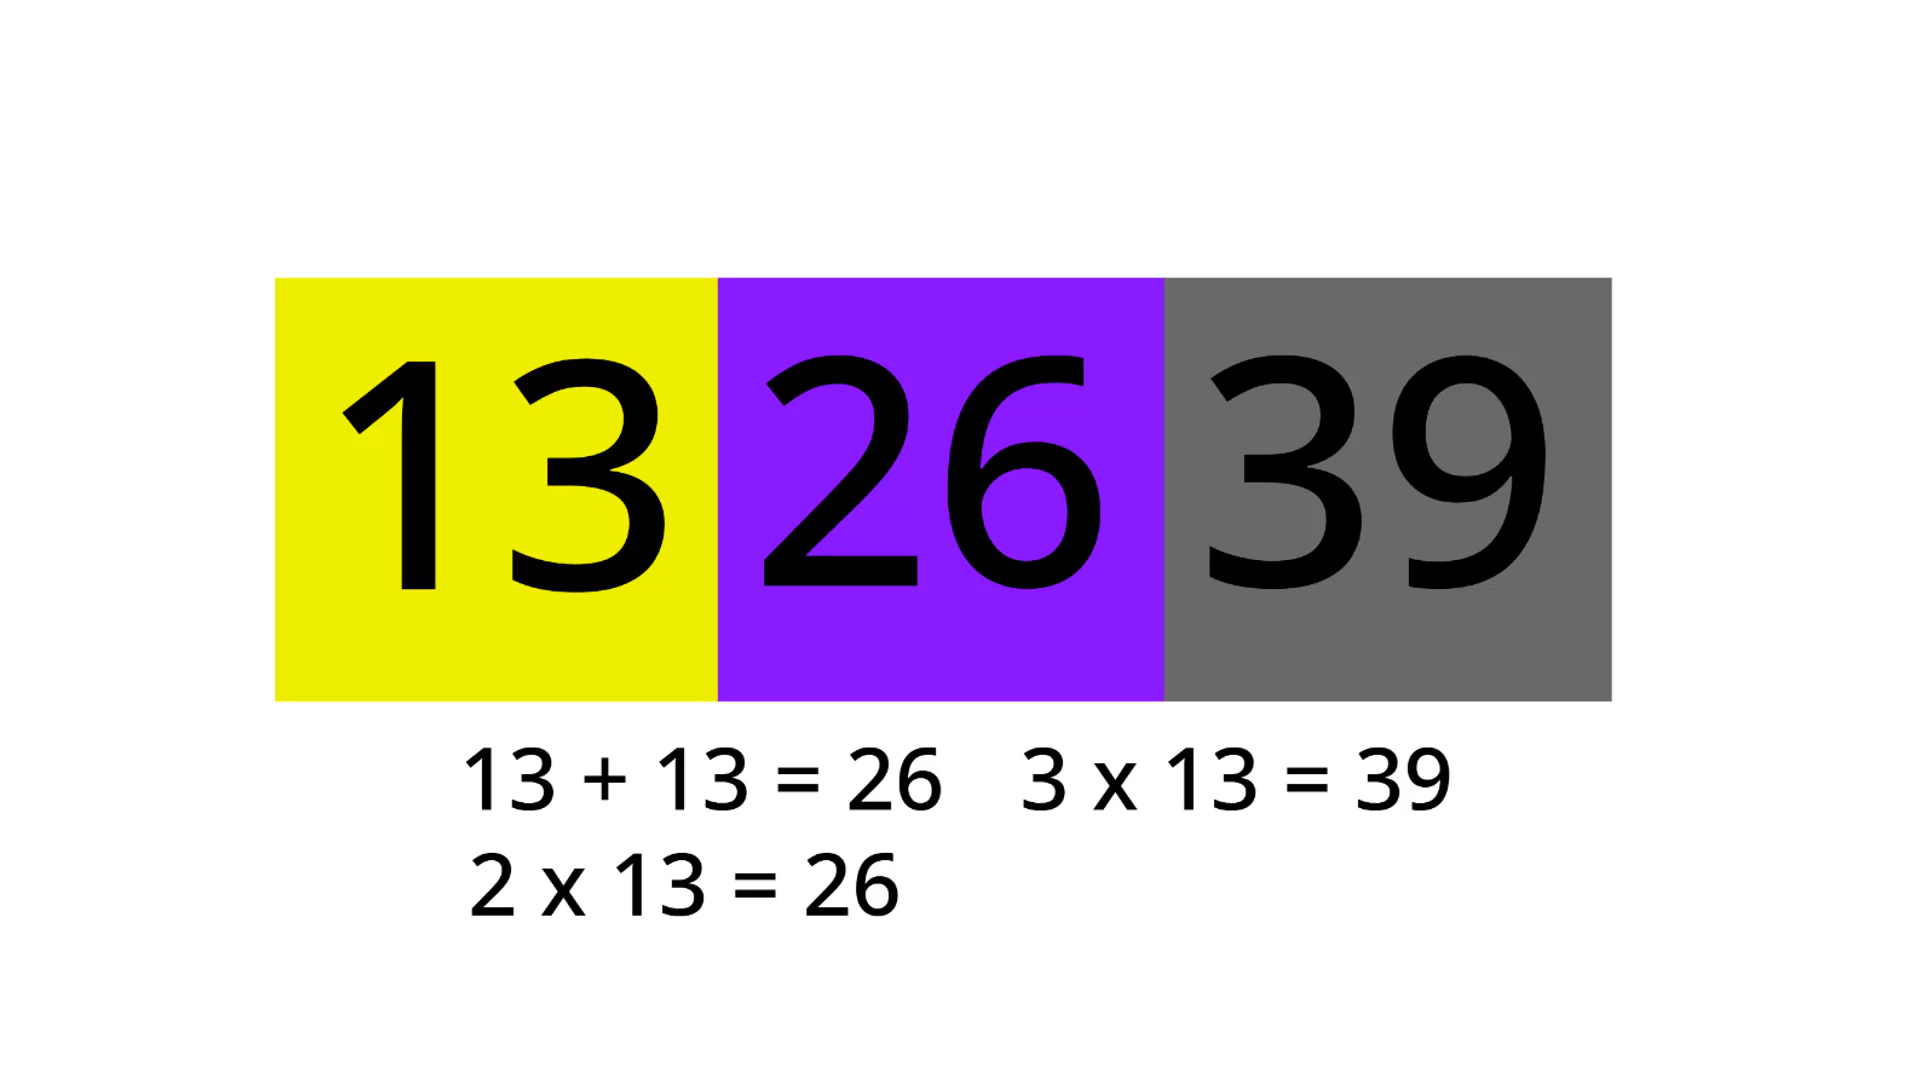 13 26 39
13 + 13 = 26 3 x 13 = 39
2 x 13 = 26